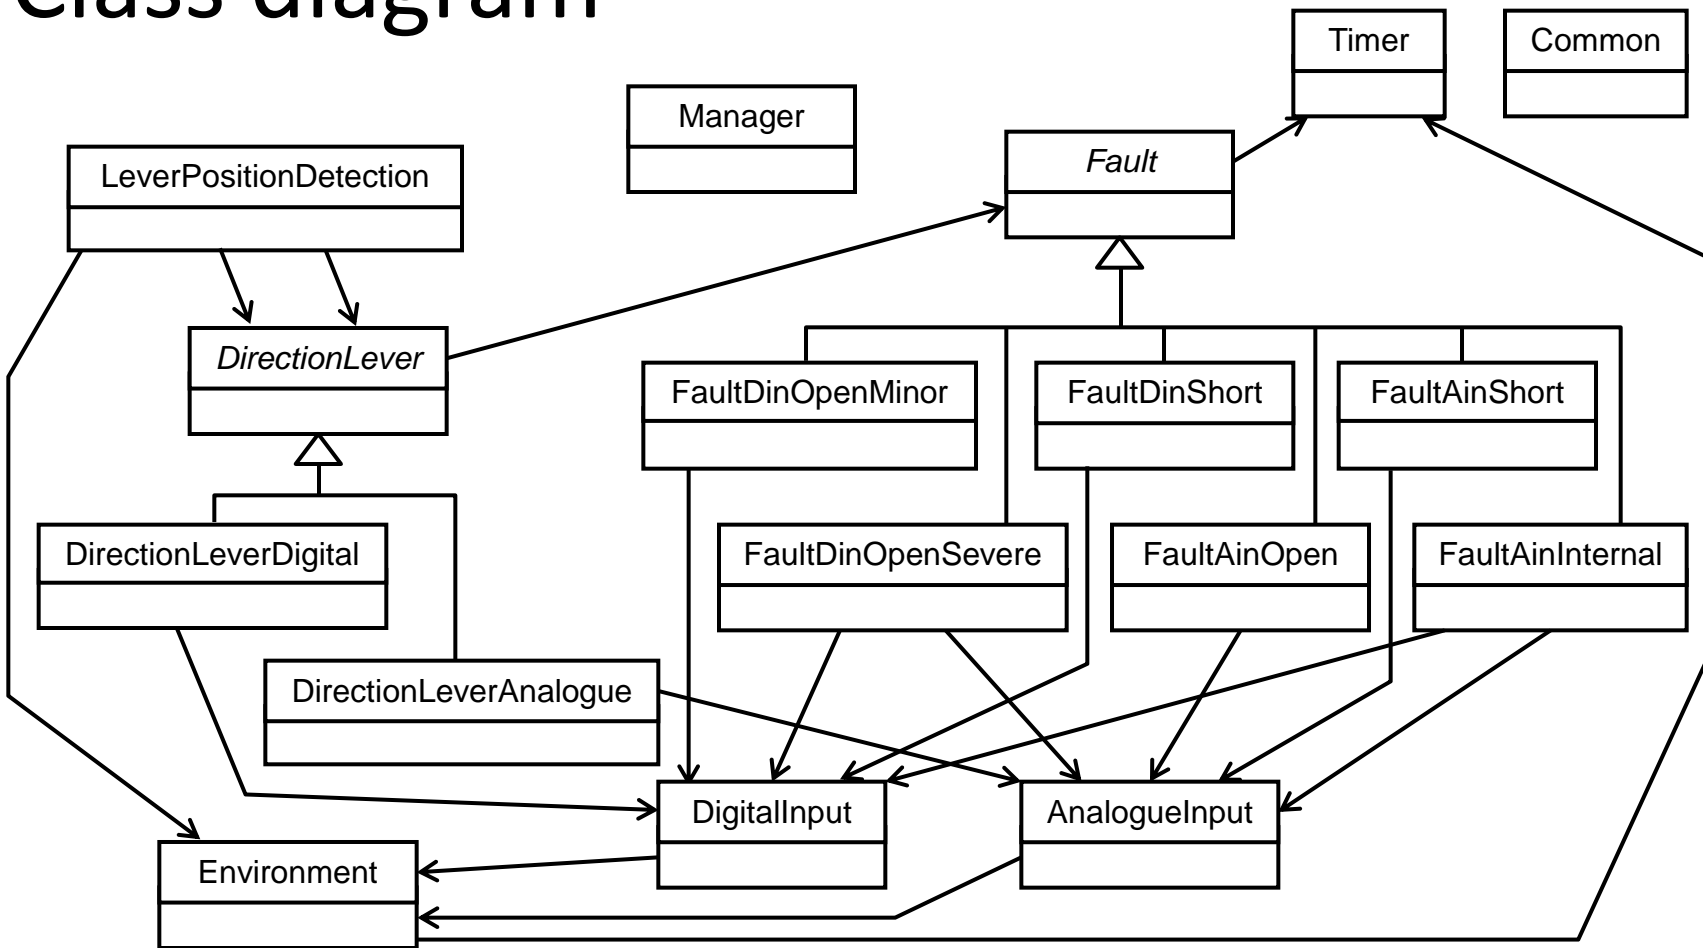 Class diagram
Timer
Common
Manager
Fault
LeverPositionDetection
DirectionLever
FaultDinOpenMinor
FaultDinShort
FaultAinShort
DirectionLeverDigital
FaultDinOpenSevere
FaultAinOpen
FaultAinInternal
DirectionLeverAnalogue
DigitalInput
AnalogueInput
Environment